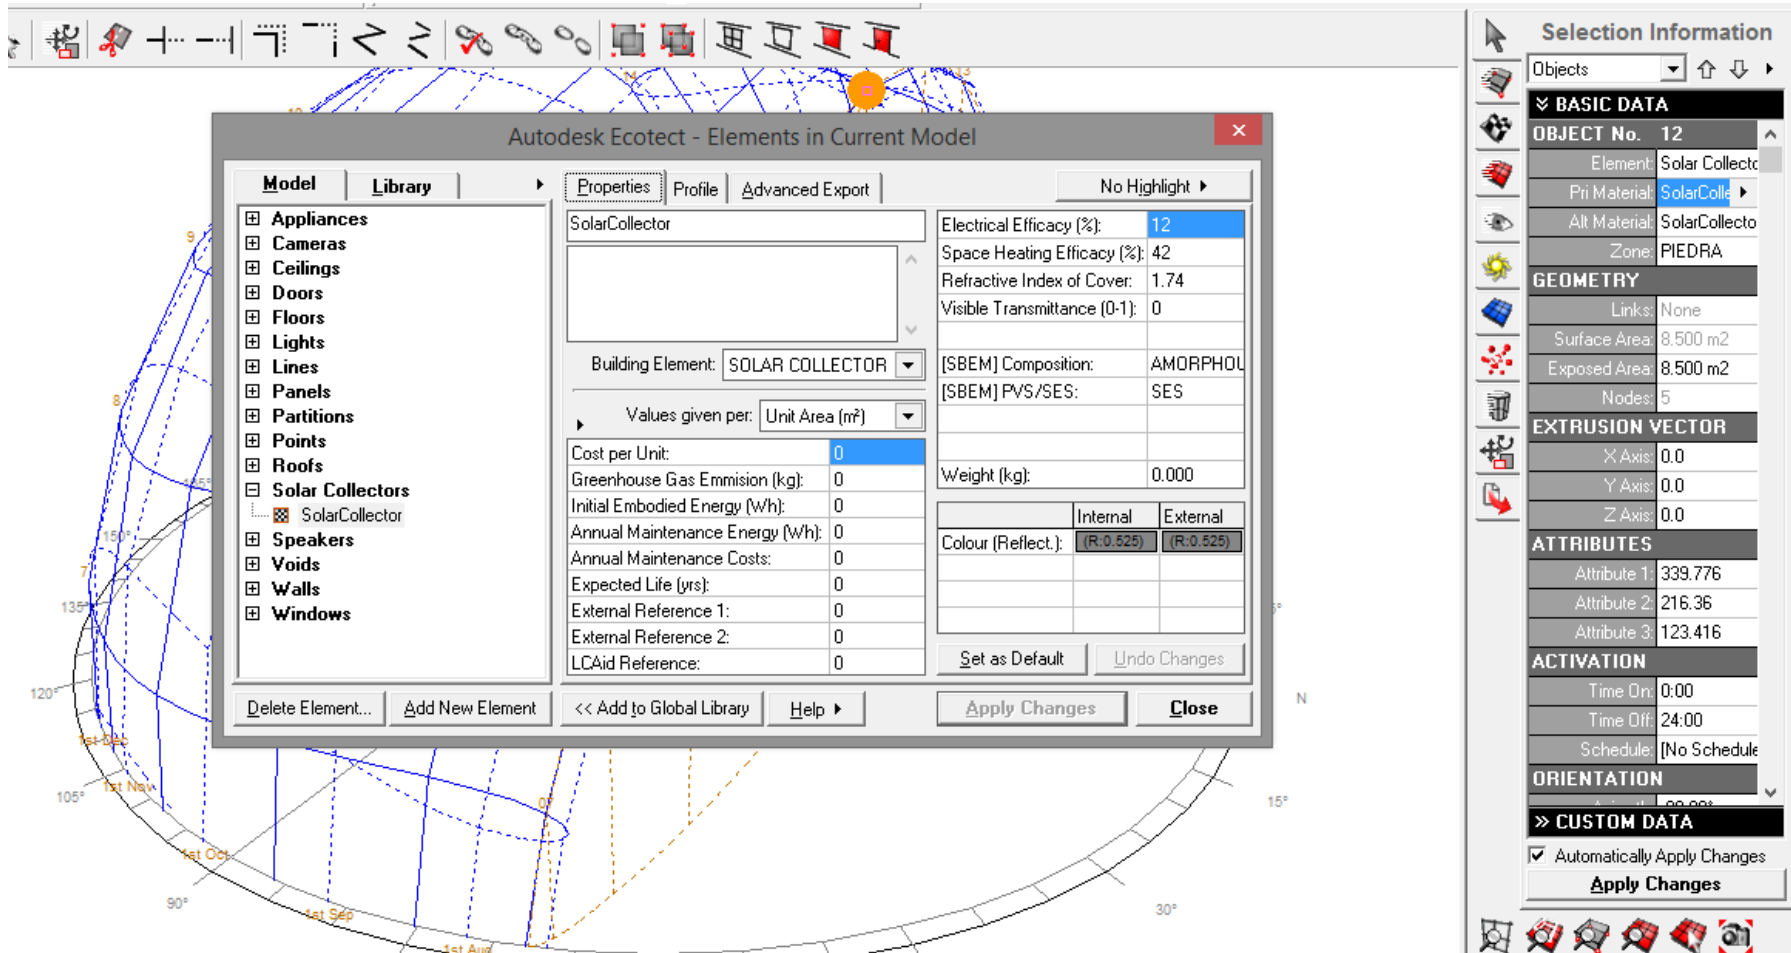 Selection Information
Objects
BASIC DATA
OBJECT No. 12
Element: Solar Collecto
Pri Material: SolarColle
Alt Material: SolarCollecto
Zone: PIEDRA
GEOMETRY
Links: None
Surface Area: 8.500 m2
Exposed Area: 8.500 m2
Nodes: 5
EXTRUSION VECTOR
X Axis: 0.0
Y Axis: 0.0
Z Axis: 0.0
ATTRIBUTES
Attribute 1: 339.776
Attribute 2: 216.36
Attribute 3: 123.416
ACTIVATION
Time On: 0:00
Time Off: 24:00
Schedule: [No Schedule
ORIENTATION
CUSTOM DATA
Automatically Apply Changes
Apply Changes
Autodesk Ecotect - Elements in Current Model
Model
Library
Appliances
Cameras
Ceilings
Doors
Floors
Lights
Lines
Panels
Partitions
Points
Roofs
Solar Collectors
SolarCollector
Speakers
Voids
Walls
Windows
Delete Element...
Add New Element
Properties
Profile
Advanced Export
No Highlight
SolarCollector
Building Element: SOLAR COLLECTOR
Values given per: Unit Area (m²)
Cost per Unit: 0
Greenhouse Gas Emmision (kg): 0
Initial Embodied Energy (Wh): 0
Annual Maintenance Energy (Wh): 0
Annual Maintenance Costs: 0
Expected Life (yrs): 0
External Reference 1: 0
External Reference 2: 0
LCAid Reference: 0
Electrical Efficacy (%): 12
Space Heating Efficacy (%): 42
Refractive Index of Cover: 1.74
Visible Transmittance (0-1): 0
[SBEM] Composition: AMORPHOU
[SBEM] PVS/SES: SES
Weight (kg): 0.000
Internal External
Colour (Reflect.): (R:0.525) (R:0.525)
Set as Default
Undo Changes
<< Add to Global Library
Help
Apply Changes
Close
14
13
10
9
8
7
150°
135°
120°
105°
90°
1st Dec
1st Nov
1st Oct
1st Sep
1st Aug
07
N
15°
30°